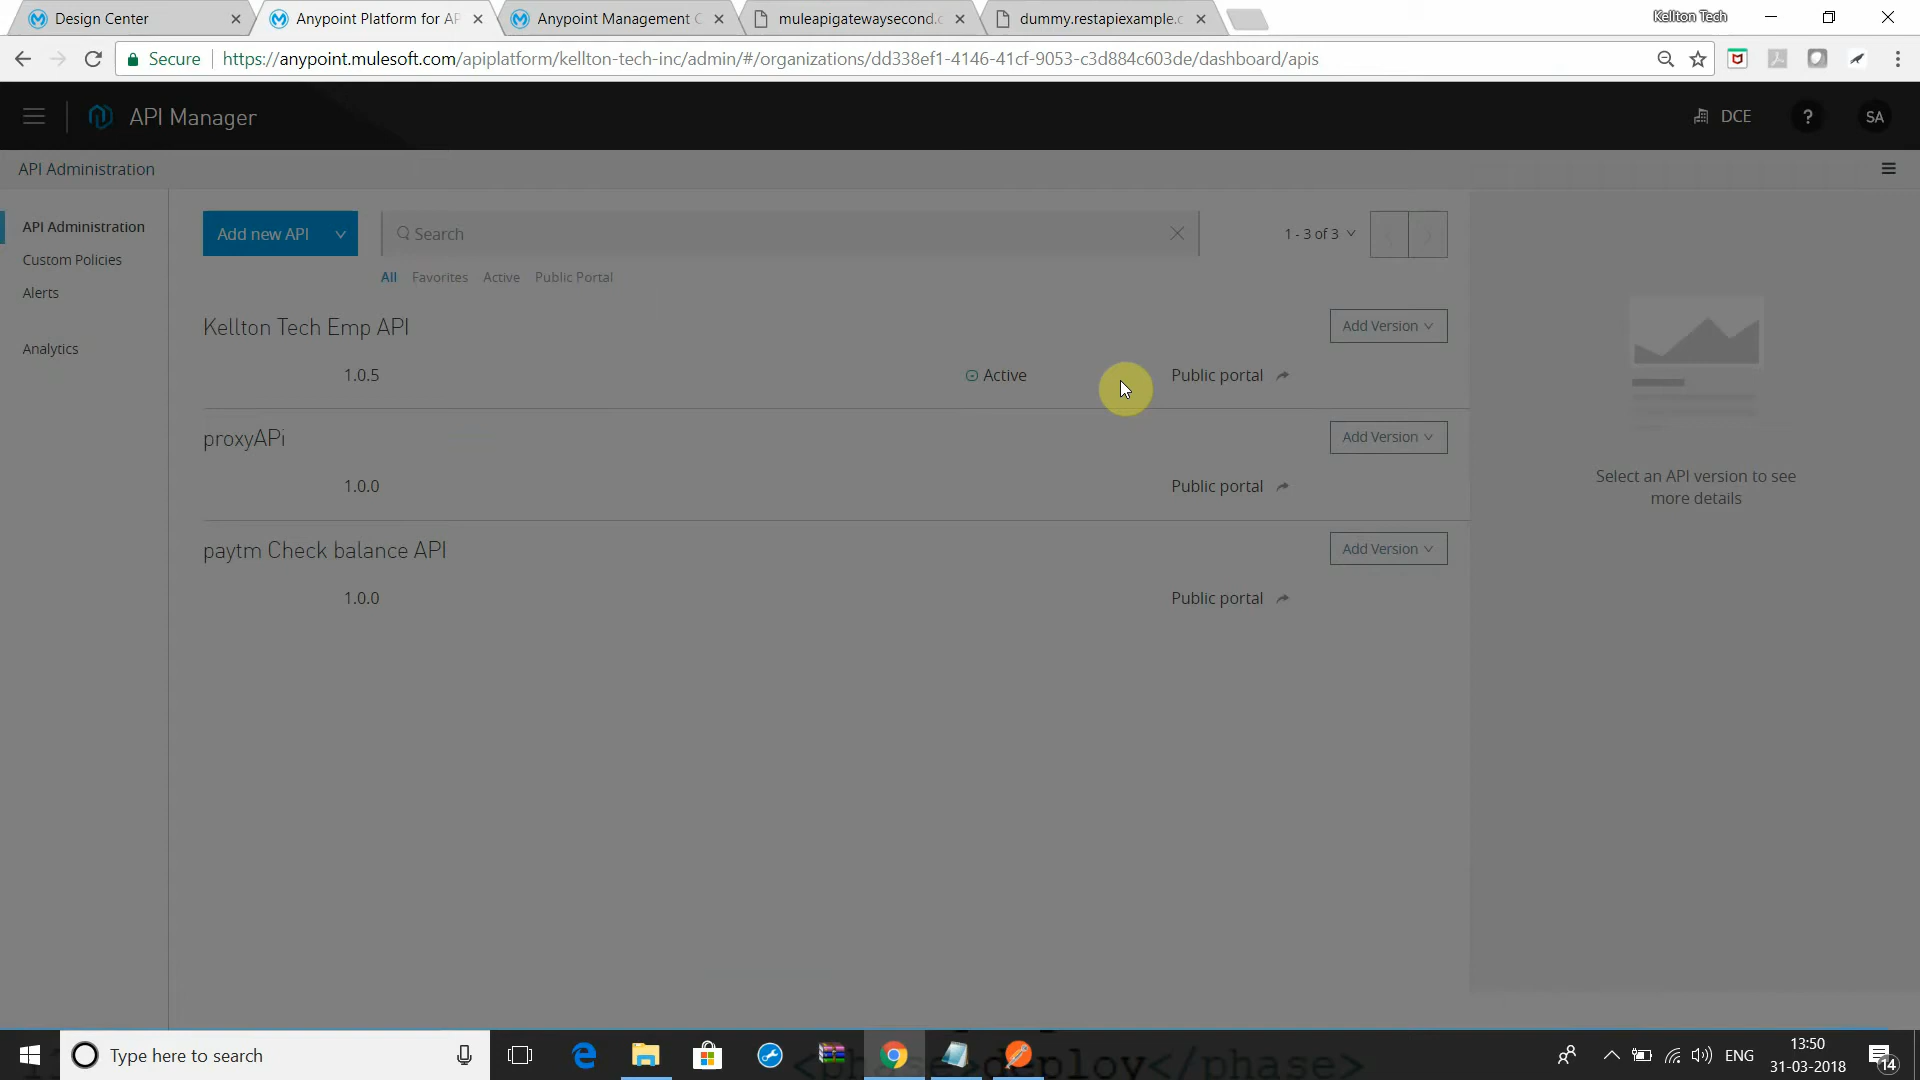 Design Center
Anypoint Platform for AP
Anypoint Management C
muleapigatewaysecond.c
dummy.restapiexample.c
Kellton Tech
Secure
https://anypoint.mulesoft.com/apiplatform/kellton-tech-inc/admin/#/organizations/dd338ef1-4146-41cf-9053-c3d884c603de/dashboard/apis
API Manager
DCE
?
SA
API Administration
API Administration
Custom Policies
Alerts
Analytics
Add new API
Search
1 - 3 of 3
All Favorites Active Public Portal
Kellton Tech Emp API
Add Version
1.0.5
Active
Public portal
proxyAPi
Add Version
1.0.0
Public portal
paytm Check balance API
Add Version
1.0.0
Public portal
Select an API version to see
more details
Type here to search
<phase>deploy</phase>
ENG
13:50
31-03-2018
14